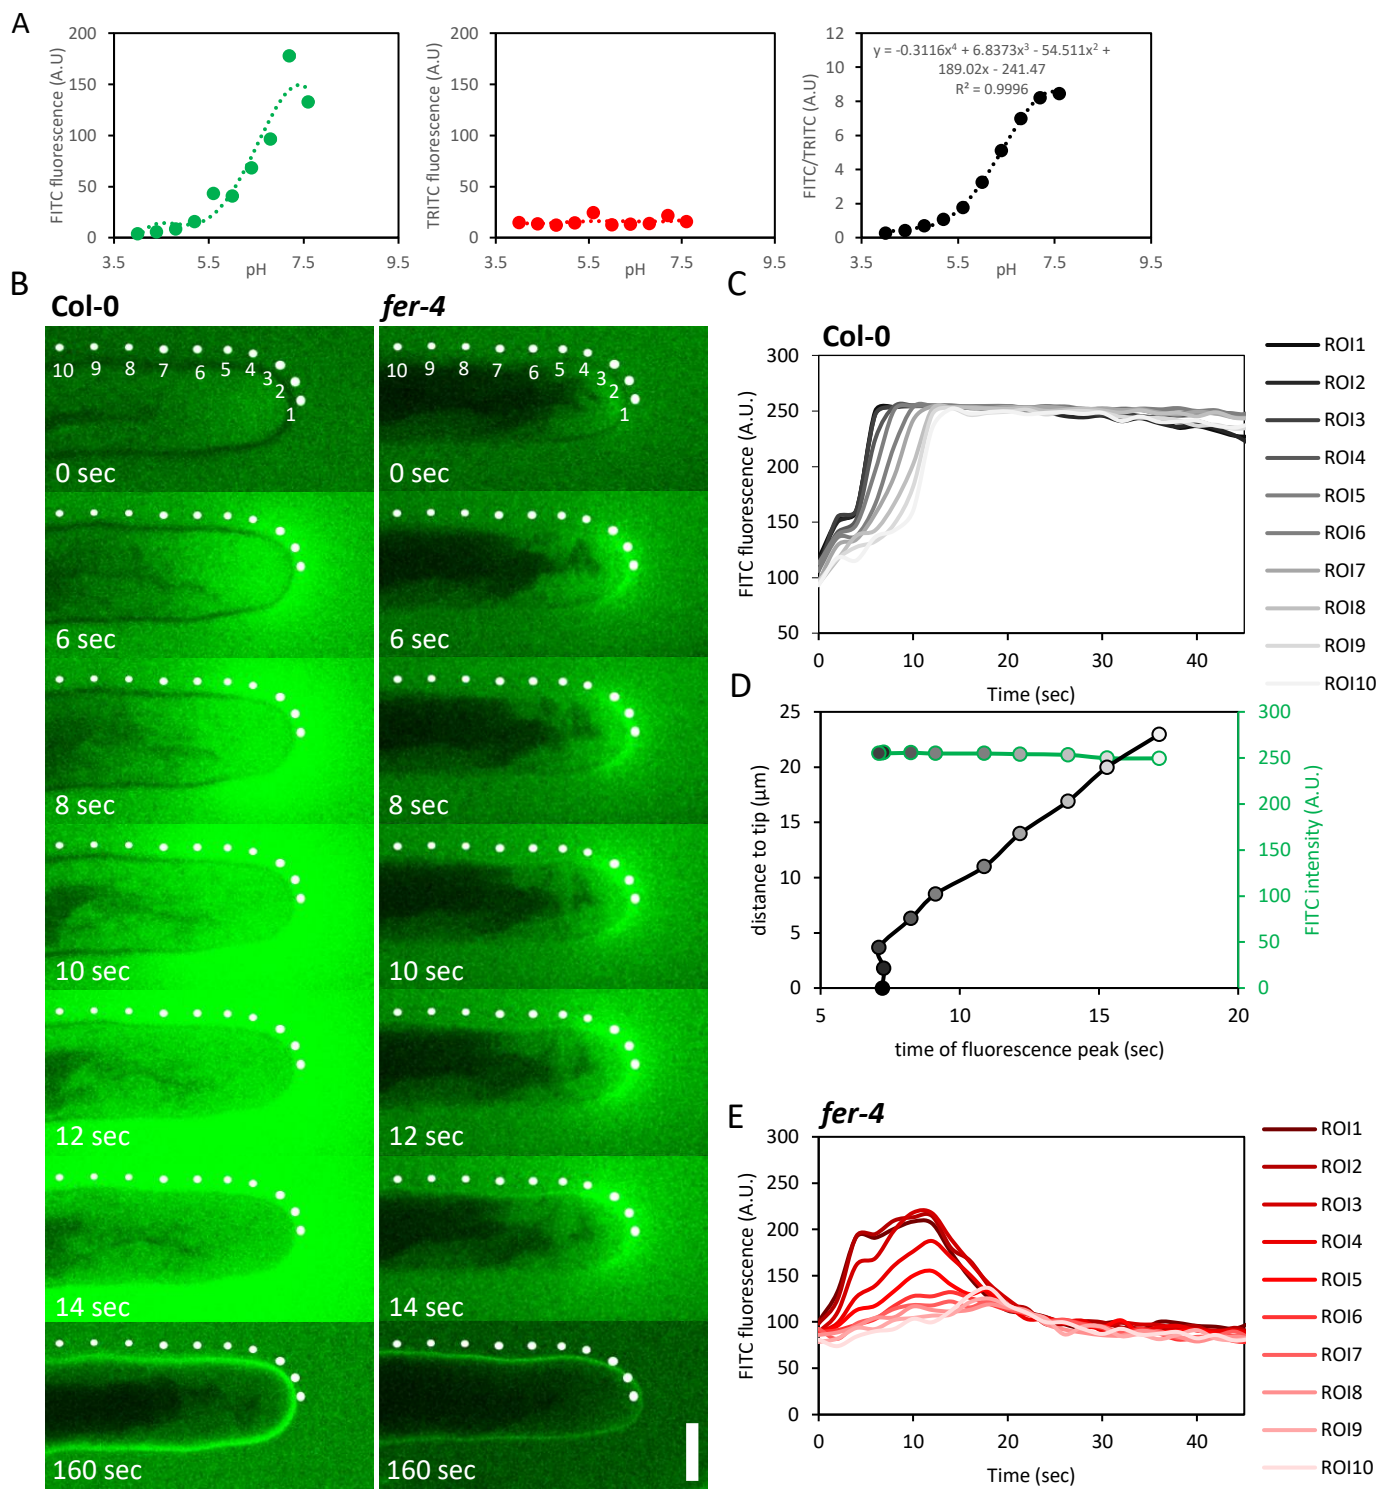 A
FITC fluorescence (A.U)
200
150
100
50
0
3.5
5.5
7.5
9.5
pH
TRITC fluorescence (A.U)
200
150
100
50
0
3.5
5.5
7.5
9.5
pH
FITC/TRITC (A.U)
12
10
8
6
4
2
0
y = -0.3116x⁴ + 6.8373x³ - 54.511x² +
189.02x - 241.47
R² = 0.9996
3.5
5.5
7.5
9.5
pH
B
Col-0
fer-4
10 9 8 7 6 5 4 3 2 1
0 sec
10 9 8 7 6 5 4 3 2 1
0 sec
6 sec
6 sec
8 sec
8 sec
10 sec
10 sec
12 sec
12 sec
14 sec
14 sec
160 sec
160 sec
C
Col-0
FITC fluorescence (A.U.)
300
250
200
150
100
50
0
10
20
30
40
Time (sec)
ROI1
ROI2
ROI3
ROI4
ROI5
ROI6
ROI7
ROI8
ROI9
ROI10
D
distance to tip (µm)
25
20
15
10
5
0
FITC intensity (A.U.)
300
250
200
150
100
50
0
5
10
15
20
time of fluorescence peak (sec)
E
fer-4
FITC fluorescence (A.U.)
300
250
200
150
100
50
0
0
10
20
30
40
Time (sec)
ROI1
ROI2
ROI3
ROI4
ROI5
ROI6
ROI7
ROI8
ROI9
ROI10